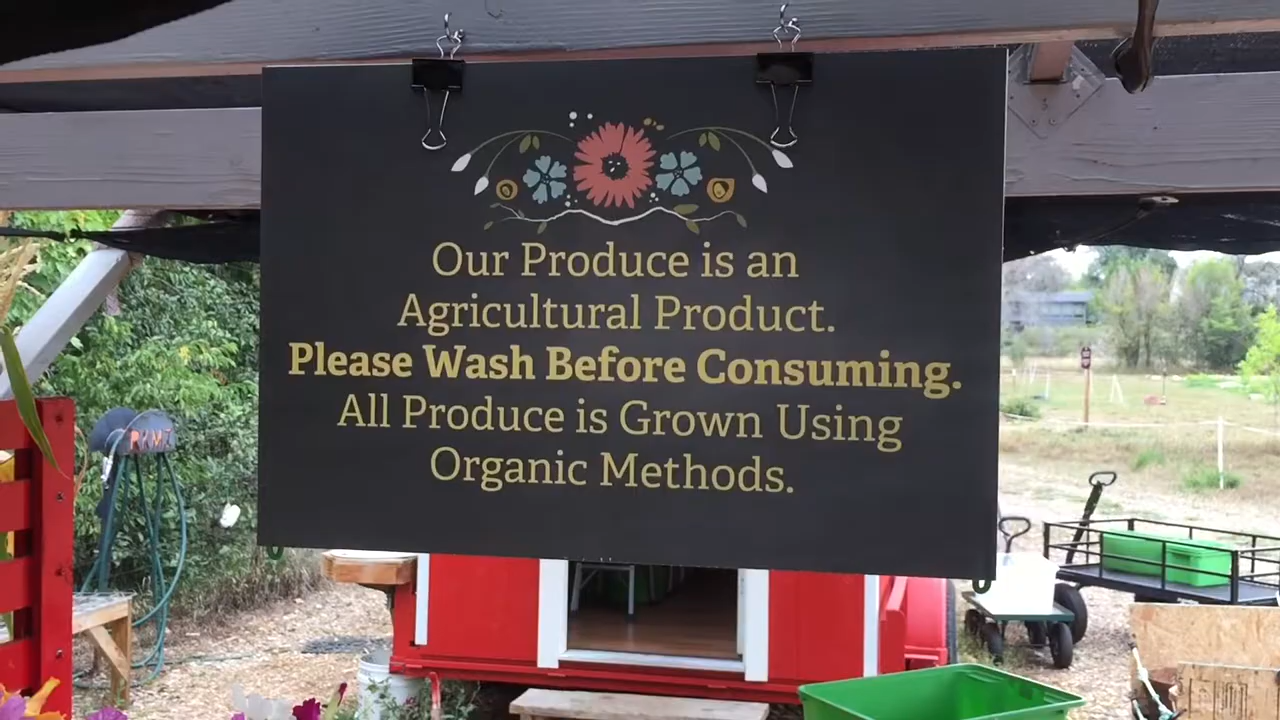 Our Produce is an
Agricultural Product.
Please Wash Before Consuming.
All Produce is Grown Using
Organic Methods.